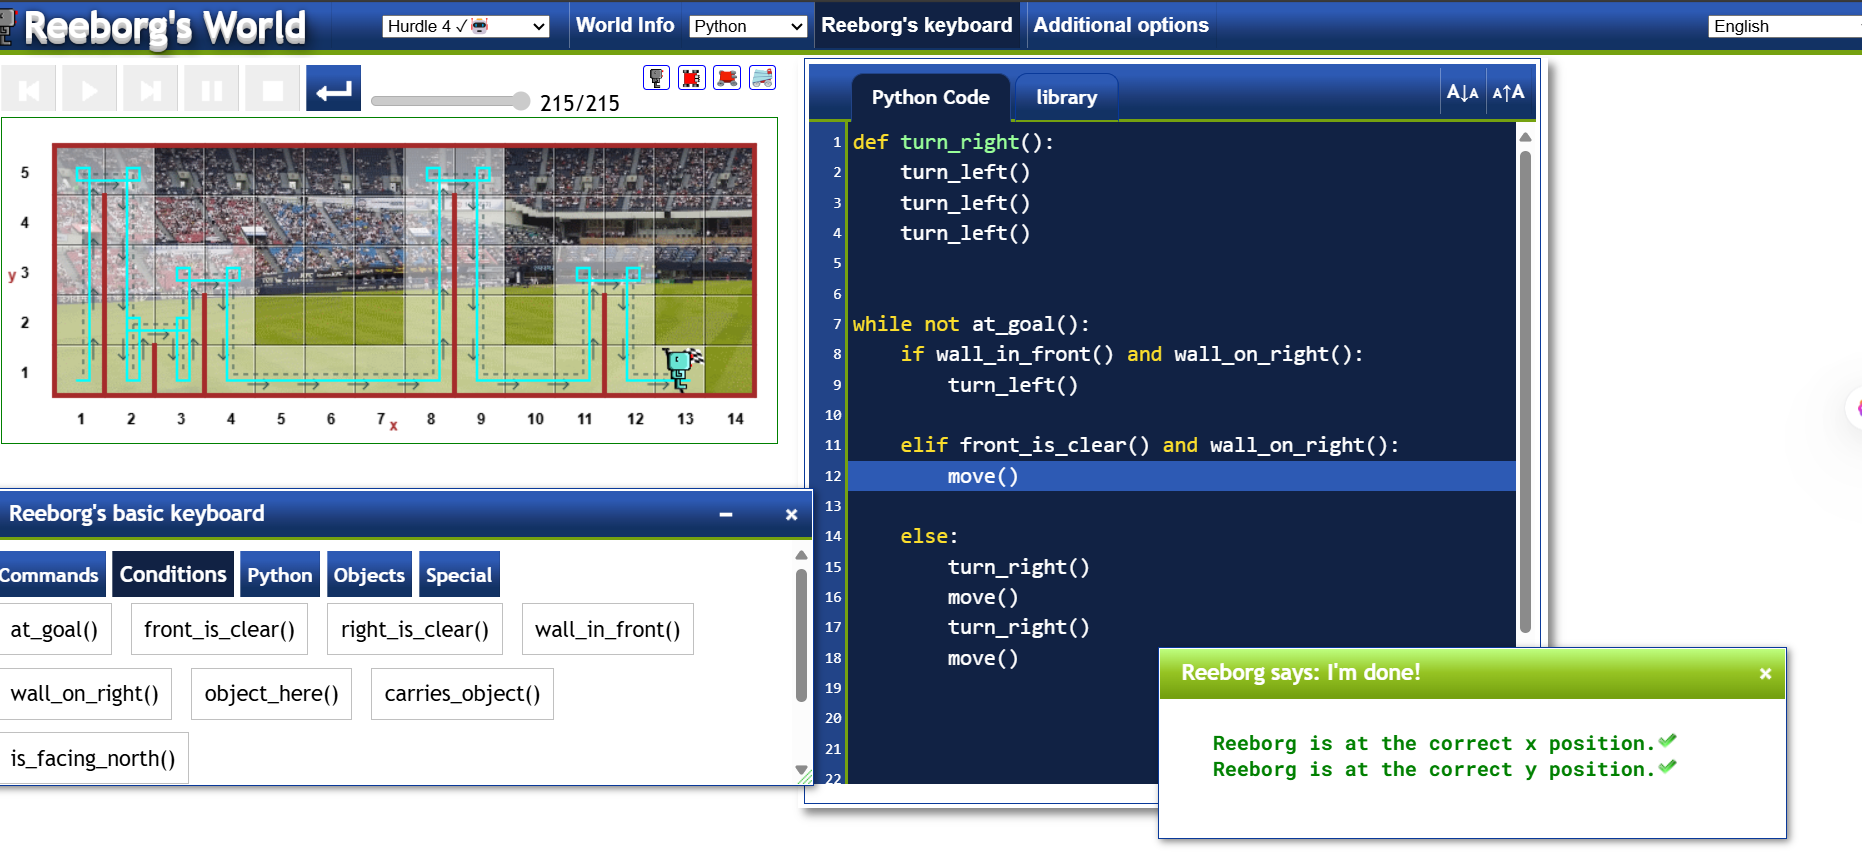 Reeborg's World
Hurdle 4 ✓
World Info
Python
Reeborg's keyboard
Additional options
English
215/215
5
4
y 3
2
1
1 2 3 4 5 6 7 x 8 9 10 11 12 13 14
Reeborg's basic keyboard
– ×
Commands
Conditions
Python
Objects
Special
at_goal()
front_is_clear()
right_is_clear()
wall_in_front()
wall_on_right()
object_here()
carries_object()
is_facing_north()
Python Code
library
A↓A
A↑A
1 def turn_right():
2     turn_left()
3     turn_left()
4     turn_left()
5
6
7 while not at_goal():
8     if wall_in_front() and wall_on_right():
9         turn_left()
10
11     elif front_is_clear() and wall_on_right():
12         move()
13
14     else:
15         turn_right()
16         move()
17         turn_right()
18         move()
19
20
21
22
Reeborg says: I'm done!
×
Reeborg is at the correct x position.✔
Reeborg is at the correct y position.✔